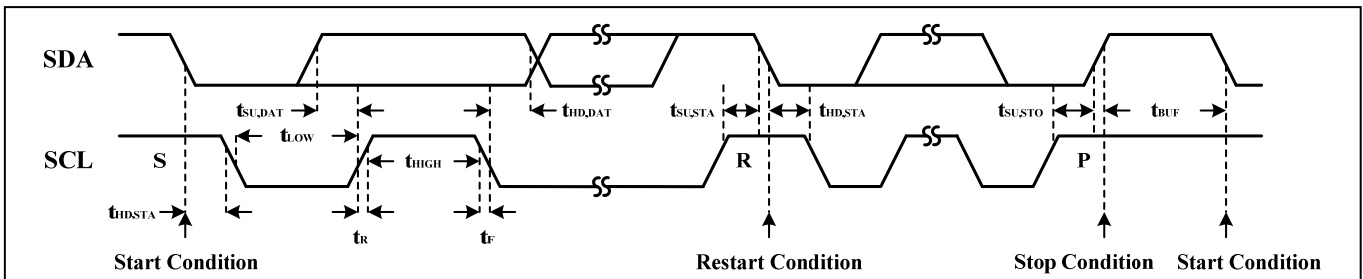 SDA
tSU,DAT
tHD,DAT
tSU,STA
tHD,STA
tSU,STO
tBUF
tLOW
SCL
S
tHIGH
R
P
tHD,STA
tR
tF
Start Condition
Restart Condition
Stop Condition
Start Condition